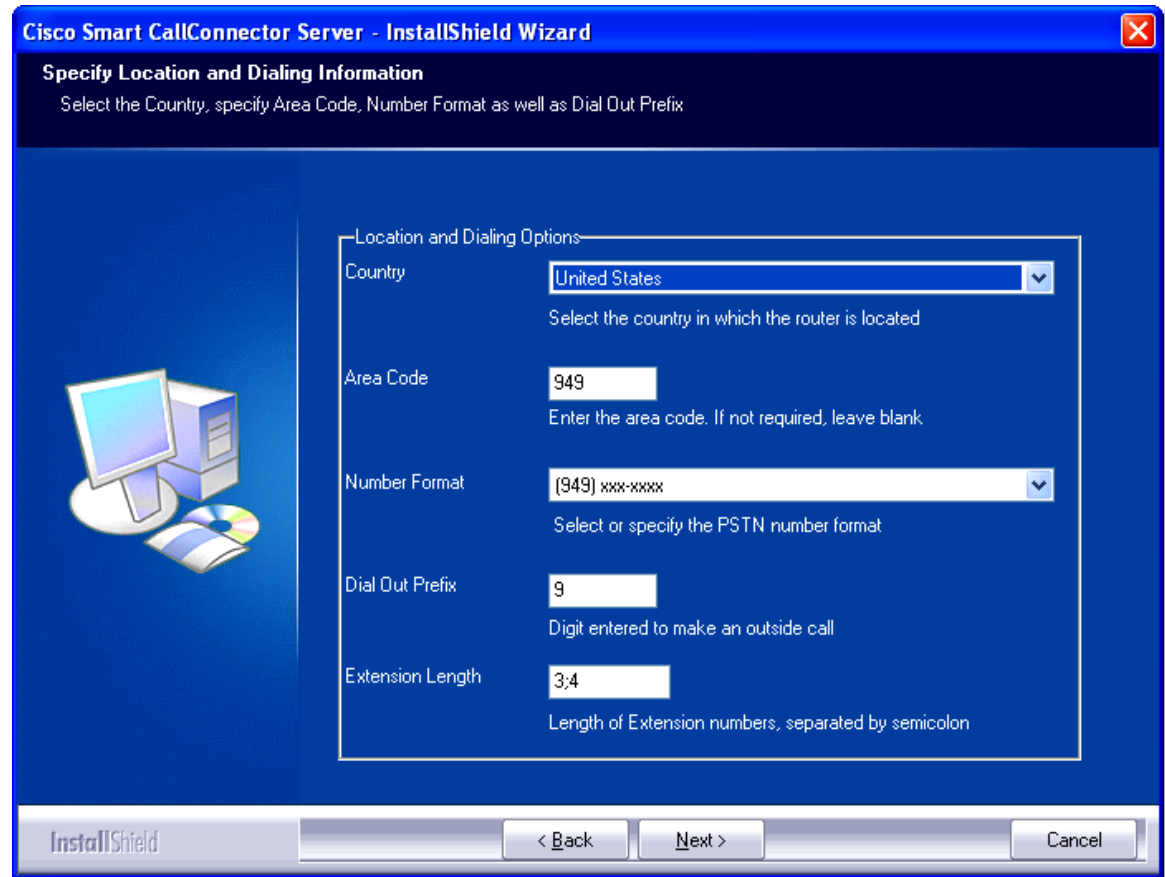 Cisco Smart CallConnector Server - InstallShield Wizard
Specify Location and Dialing Information
Select the Country, specify Area Code, Number Format as well as Dial Out Prefix
Location and Dialing Options
Country
United States
Select the country in which the router is located
Area Code
949
Enter the area code. If not required, leave blank
Number Format
(949) xxx-xxxx
Select or specify the PSTN number format
Dial Out Prefix
9
Digit entered to make an outside call
Extension Length
3;4
Length of Extension numbers, separated by semicolon
InstallShield
< Back
Next >
Cancel